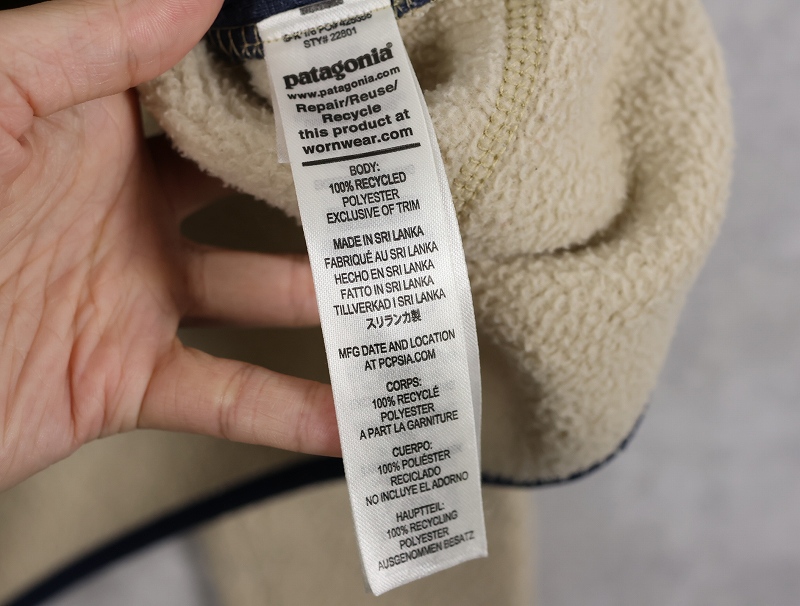 STY# 22801
patagonia®
www.patagonia.com
Repair/Reuse/
Recycle
this product at
wornwear.com
BODY:
100% RECYCLED
POLYESTER
EXCLUSIVE OF TRIM
MADE IN SRI LANKA
FABRIQUÉ AU SRI LANKA
HECHO EN SRI LANKA
FATTO IN SRI LANKA
TILLVERKAD I SRI LANKA
スリランカ製
MFG DATE AND LOCATION
AT PCPSIA.COM
CORPS:
100% RECYCLÉ
POLYESTER
A PART LA GARNITURE
CUERPO:
100% POLIÉSTER
RECICLADO
NO INCLUYE EL ADORNO
HAUPTTEIL:
100% RECYCLING
POLYESTER
AUSGENOMMEN BESATZ